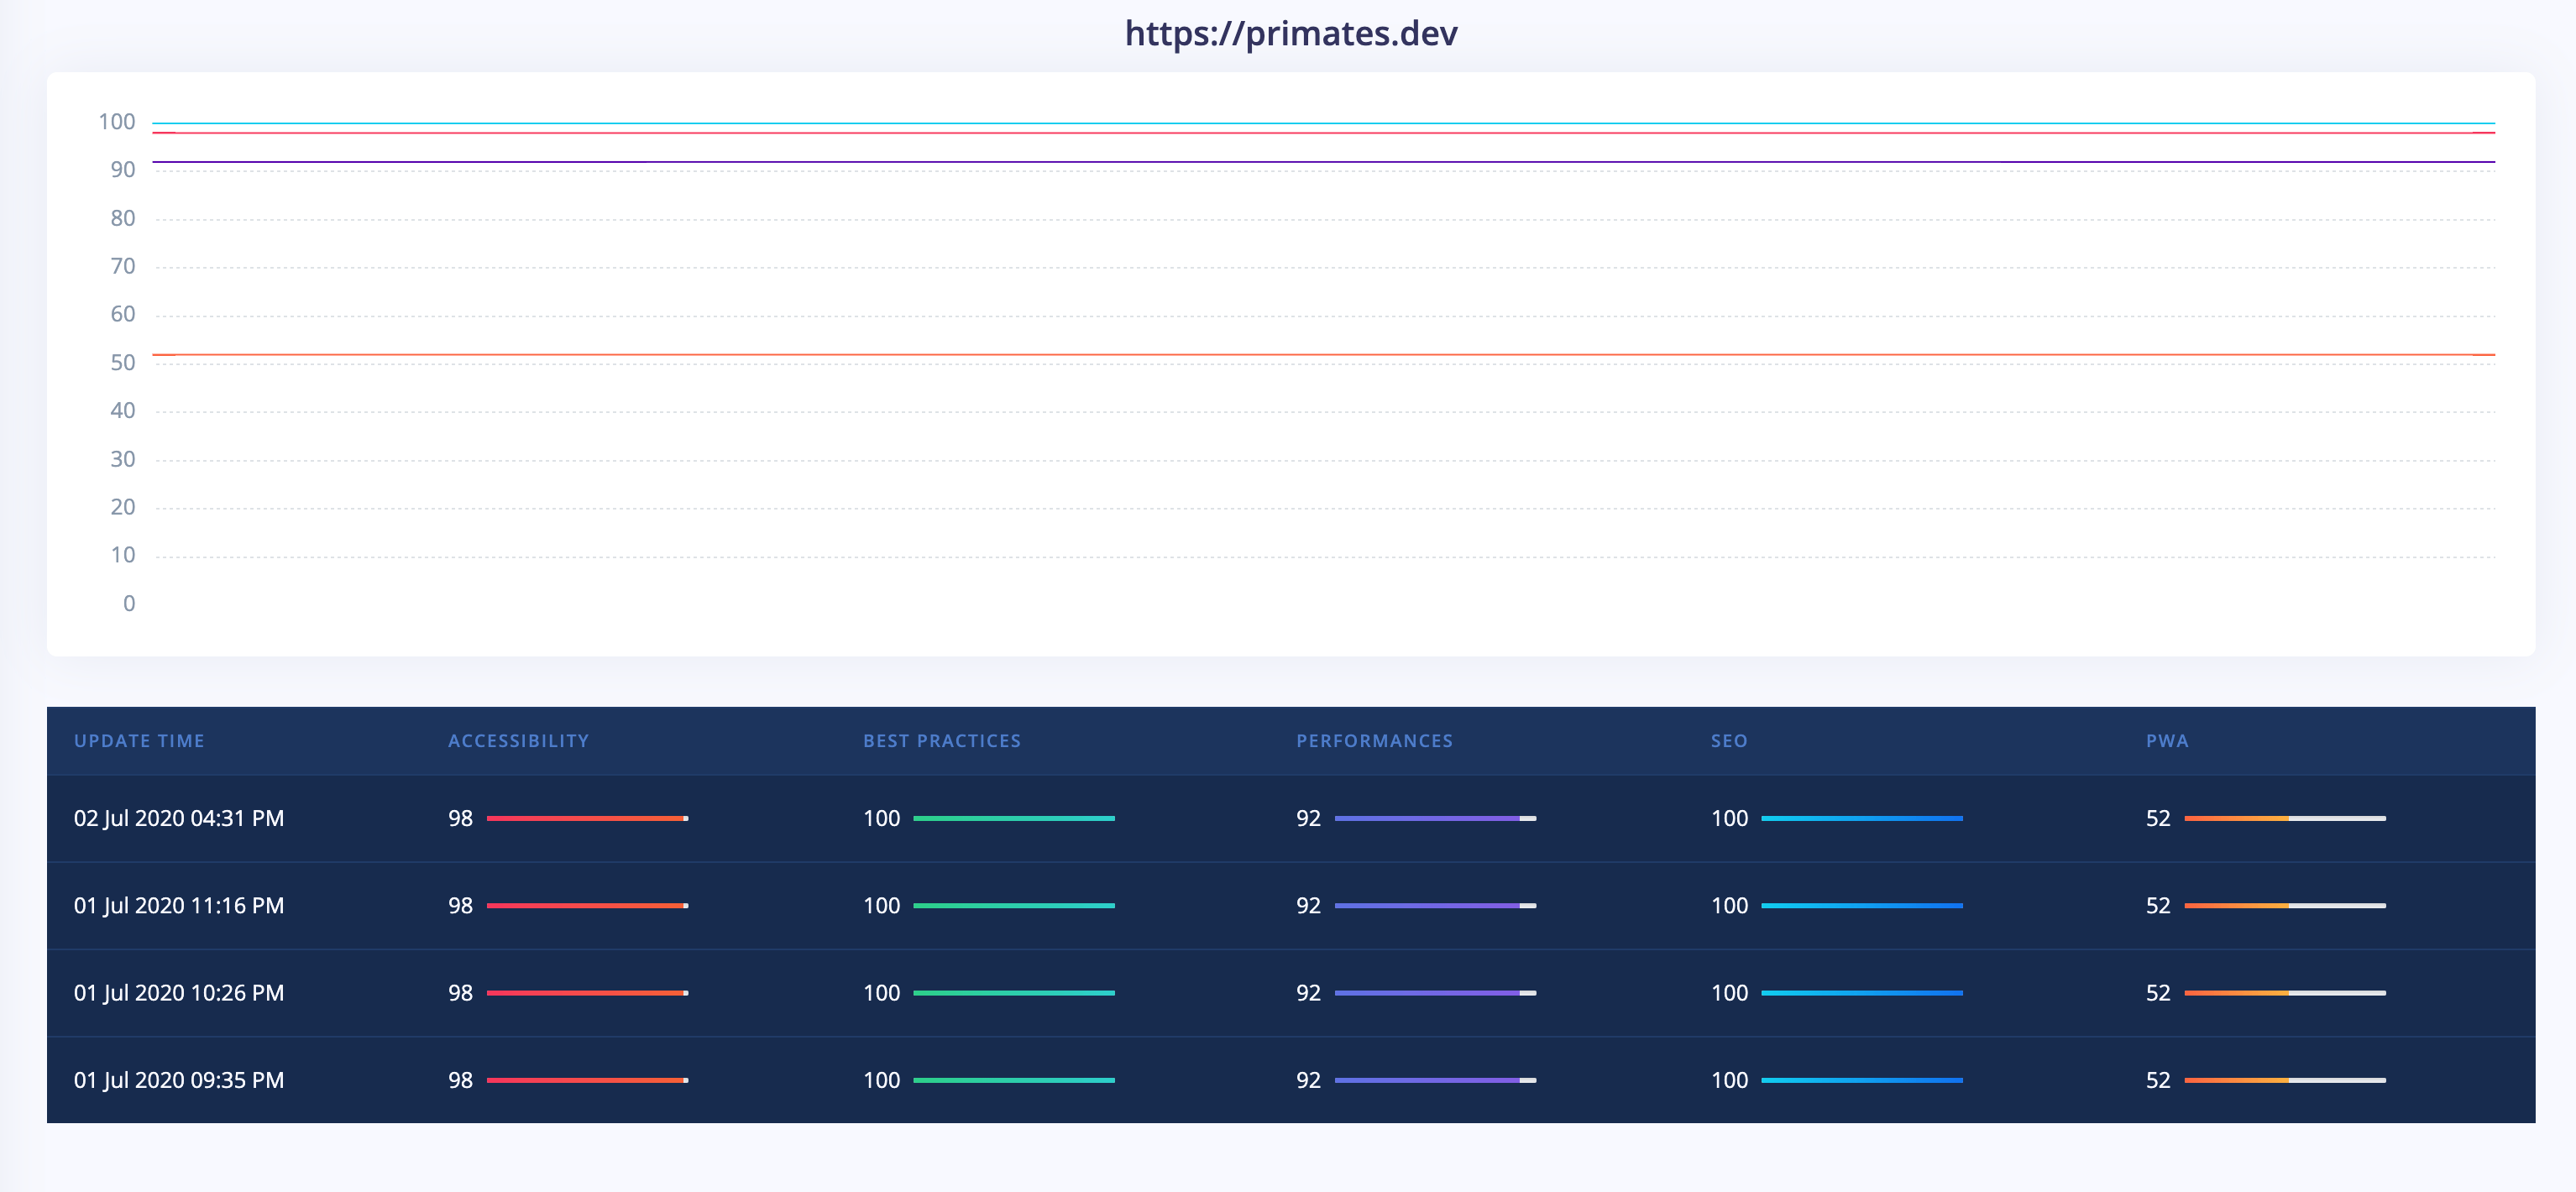 https://primates.dev
100
90
80
70
60
50
40
30
20
10
0
UPDATE TIME ACCESSIBILITY BEST PRACTICES PERFORMANCES SEO PWA
02 Jul 2020 04:31 PM 98 100 92 100 52
01 Jul 2020 11:16 PM 98 100 92 100 52
01 Jul 2020 10:26 PM 98 100 92 100 52
01 Jul 2020 09:35 PM 98 100 92 100 52